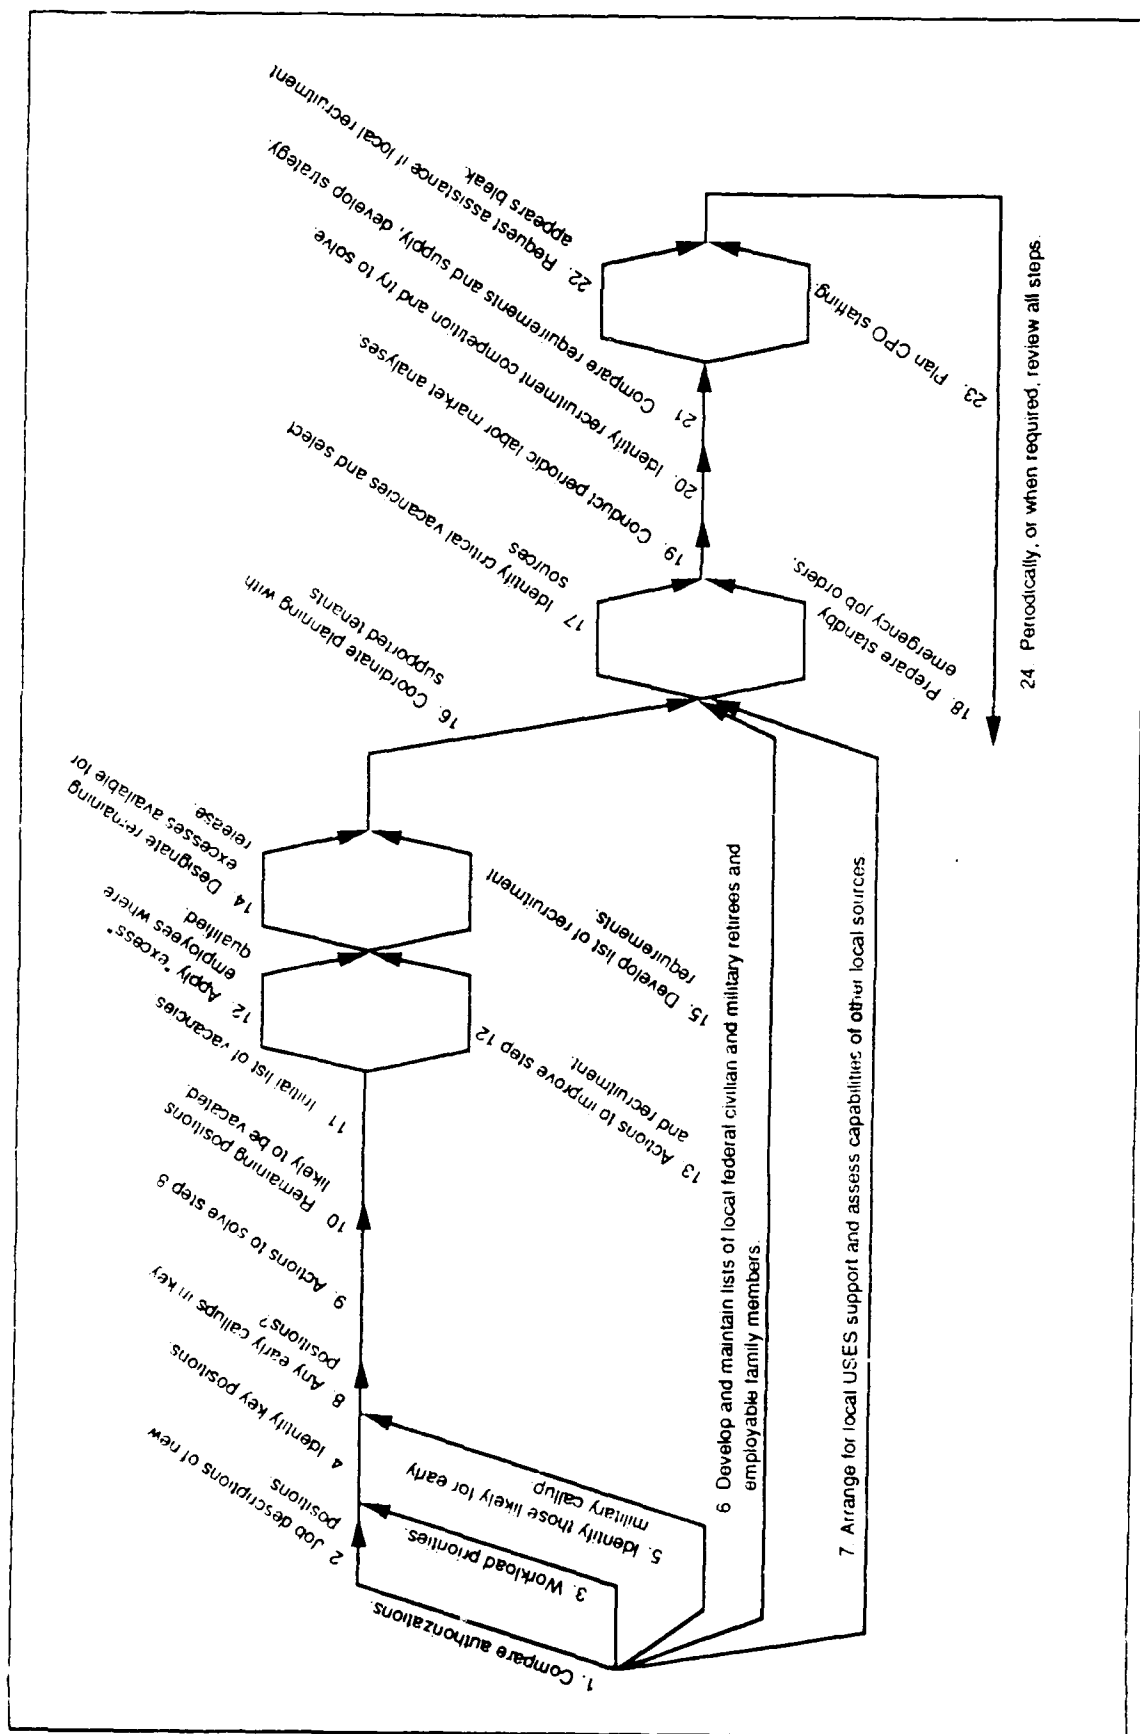 1. Compare authorizations.
2 Job descriptions of new
positions.
3. Workload priorities.
4 Identify key positions.
5. Identify those likely for early
military callup.
6 Develop and maintain lists of local federal civilian and military retirees and
employable family members.
7. Arrange for local USES support and assess capabilities of other local sources
8. Any early callups in key
positions?
9. Actions to solve step 8
10 Remaining positions
likely to be vacated.
11 Initial list of vacancies.
12. Apply "excess"
employees where
qualified.
13 Actions to improve step 12
and recruitment.
14 Designate remaining
excesses available for
release.
15. Develop list of recruitment
requirements.
16. Coordinate planning with
supported tenants
17 Identify critical vacancies and select
sources
18. Prepare standby
emergency job orders.
19. Conduct periodic labor market analyses.
20. Identify recruitment competition and try to solve.
21 Compare requirements and supply, develop strategy.
22. Request assistance if local recruitment
appears bleak.
23. Plan CPO staffing.
24 Periodically, or when required, review all steps.